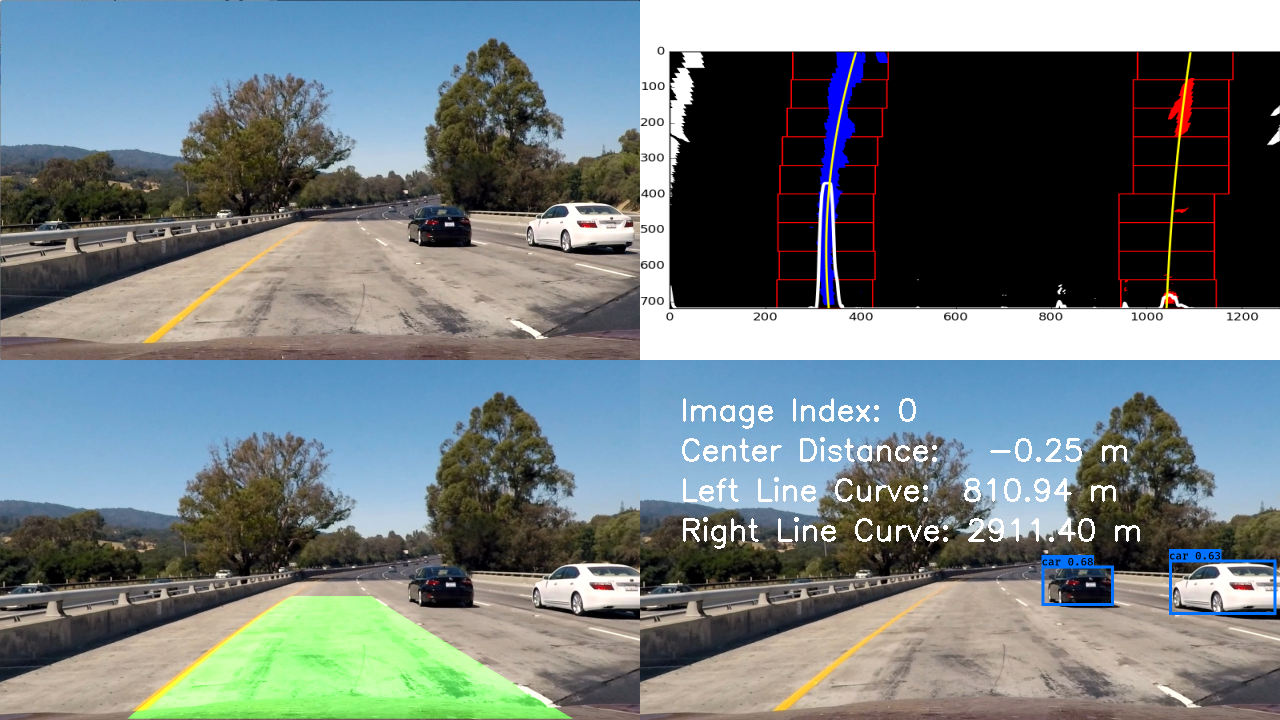 0
100
200
300
400
500
600
700
0 200 400 600 800 1000 1200
Image Index: 0
Center Distance: -0.25 m
Left Line Curve: 810.94 m
Right Line Curve: 2911.40 m
car 0.68
car 0.63